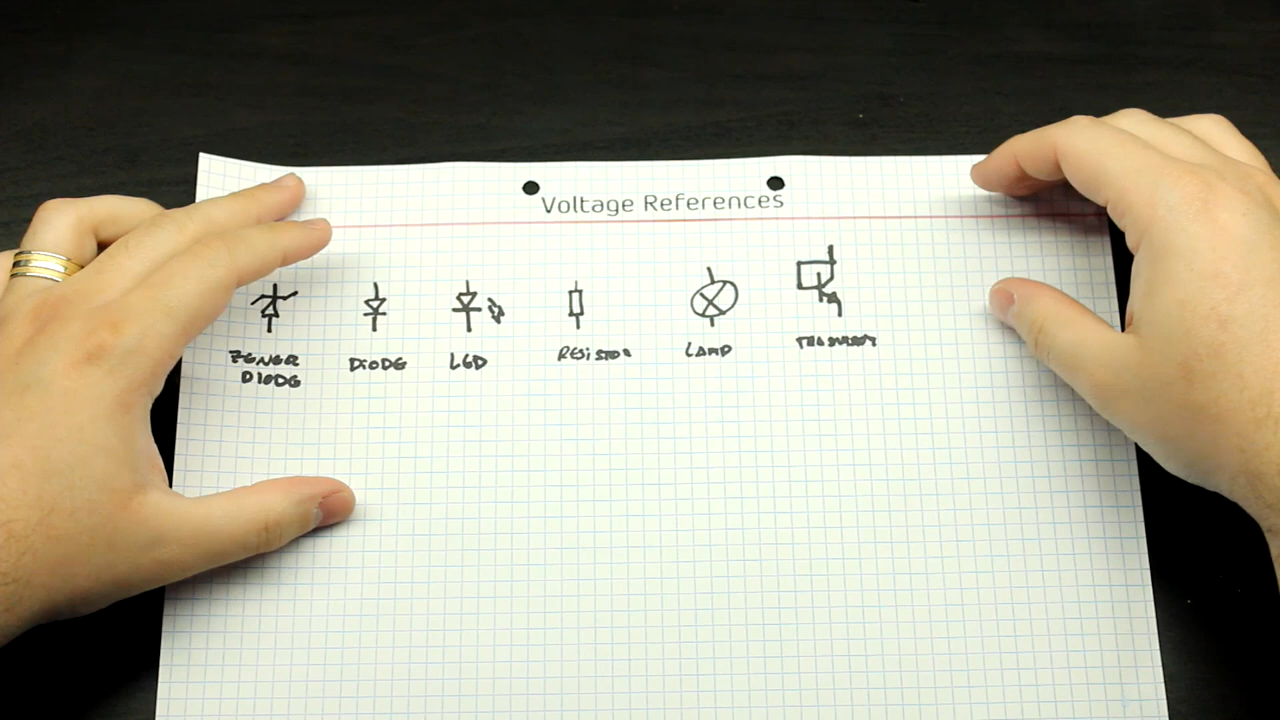 Voltage References
ZENER
DIODE
DIODE
LED
RESISTOR
LAMP